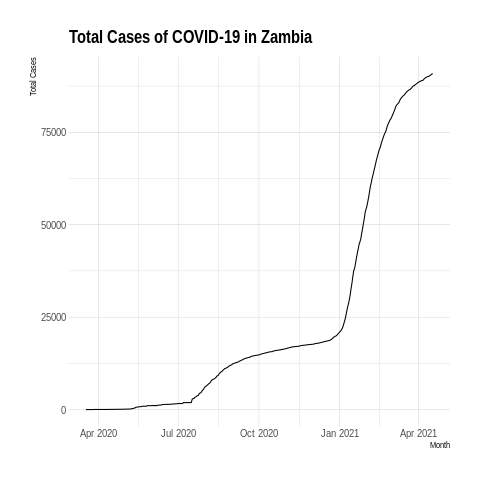 Total Cases of COVID-19 in Zambia
Total Cases
75000
50000
25000
0
Apr 2020 Jul 2020 Oct 2020 Jan 2021 Apr 2021
Month